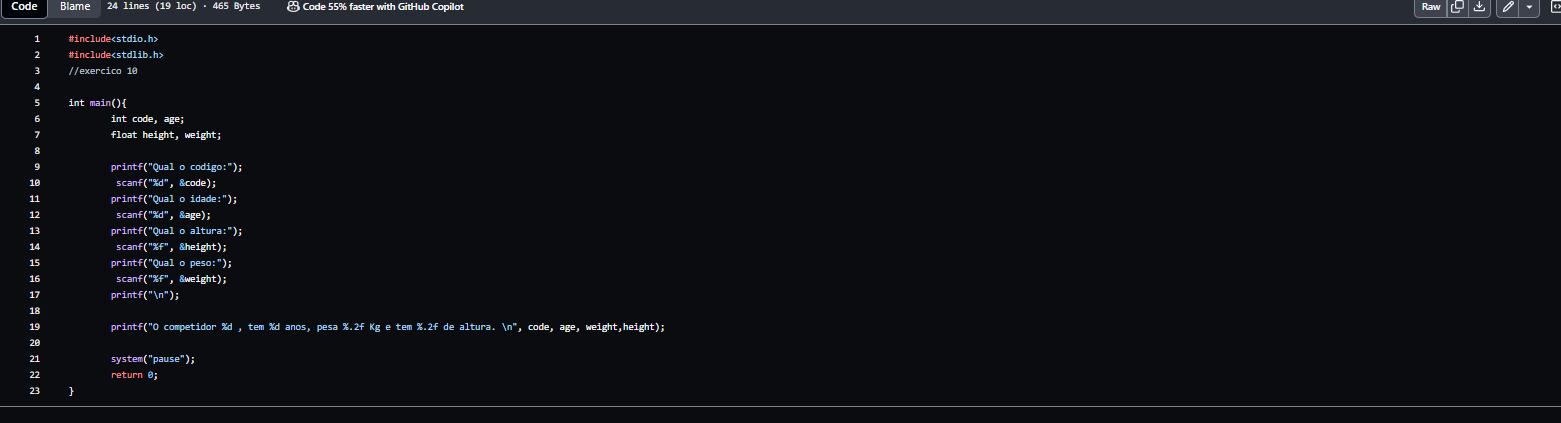 Code Blame 24 lines (19 loc) · 465 Bytes Code 55% faster with GitHub Copilot Raw
1 #include<stdio.h>
2 #include<stdlib.h>
3 //exercico 10
4
5 int main(){
6 int code, age;
7 float height, weight;
8
9 printf("Qual o codigo:");
10 scanf("%d", &code);
11 printf("Qual o idade:");
12 scanf("%d", &age);
13 printf("Qual o altura:");
14 scanf("%f", &height);
15 printf("Qual o peso:");
16 scanf("%f", &weight);
17 printf("\n");
18
19 printf("O competidor %d , tem %d anos, pesa %.2f Kg e tem %.2f de altura. \n", code, age, weight,height);
20
21 system("pause");
22 return 0;
23 }